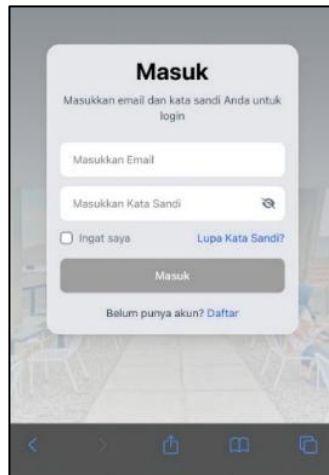 Masuk
Masukkan email dan kata sandi Anda untuk
login
Masukkan Email
Masukkan Kata Sandi
Ingat saya Lupa Kata Sandi?
Masuk
Belum punya akun? Daftar